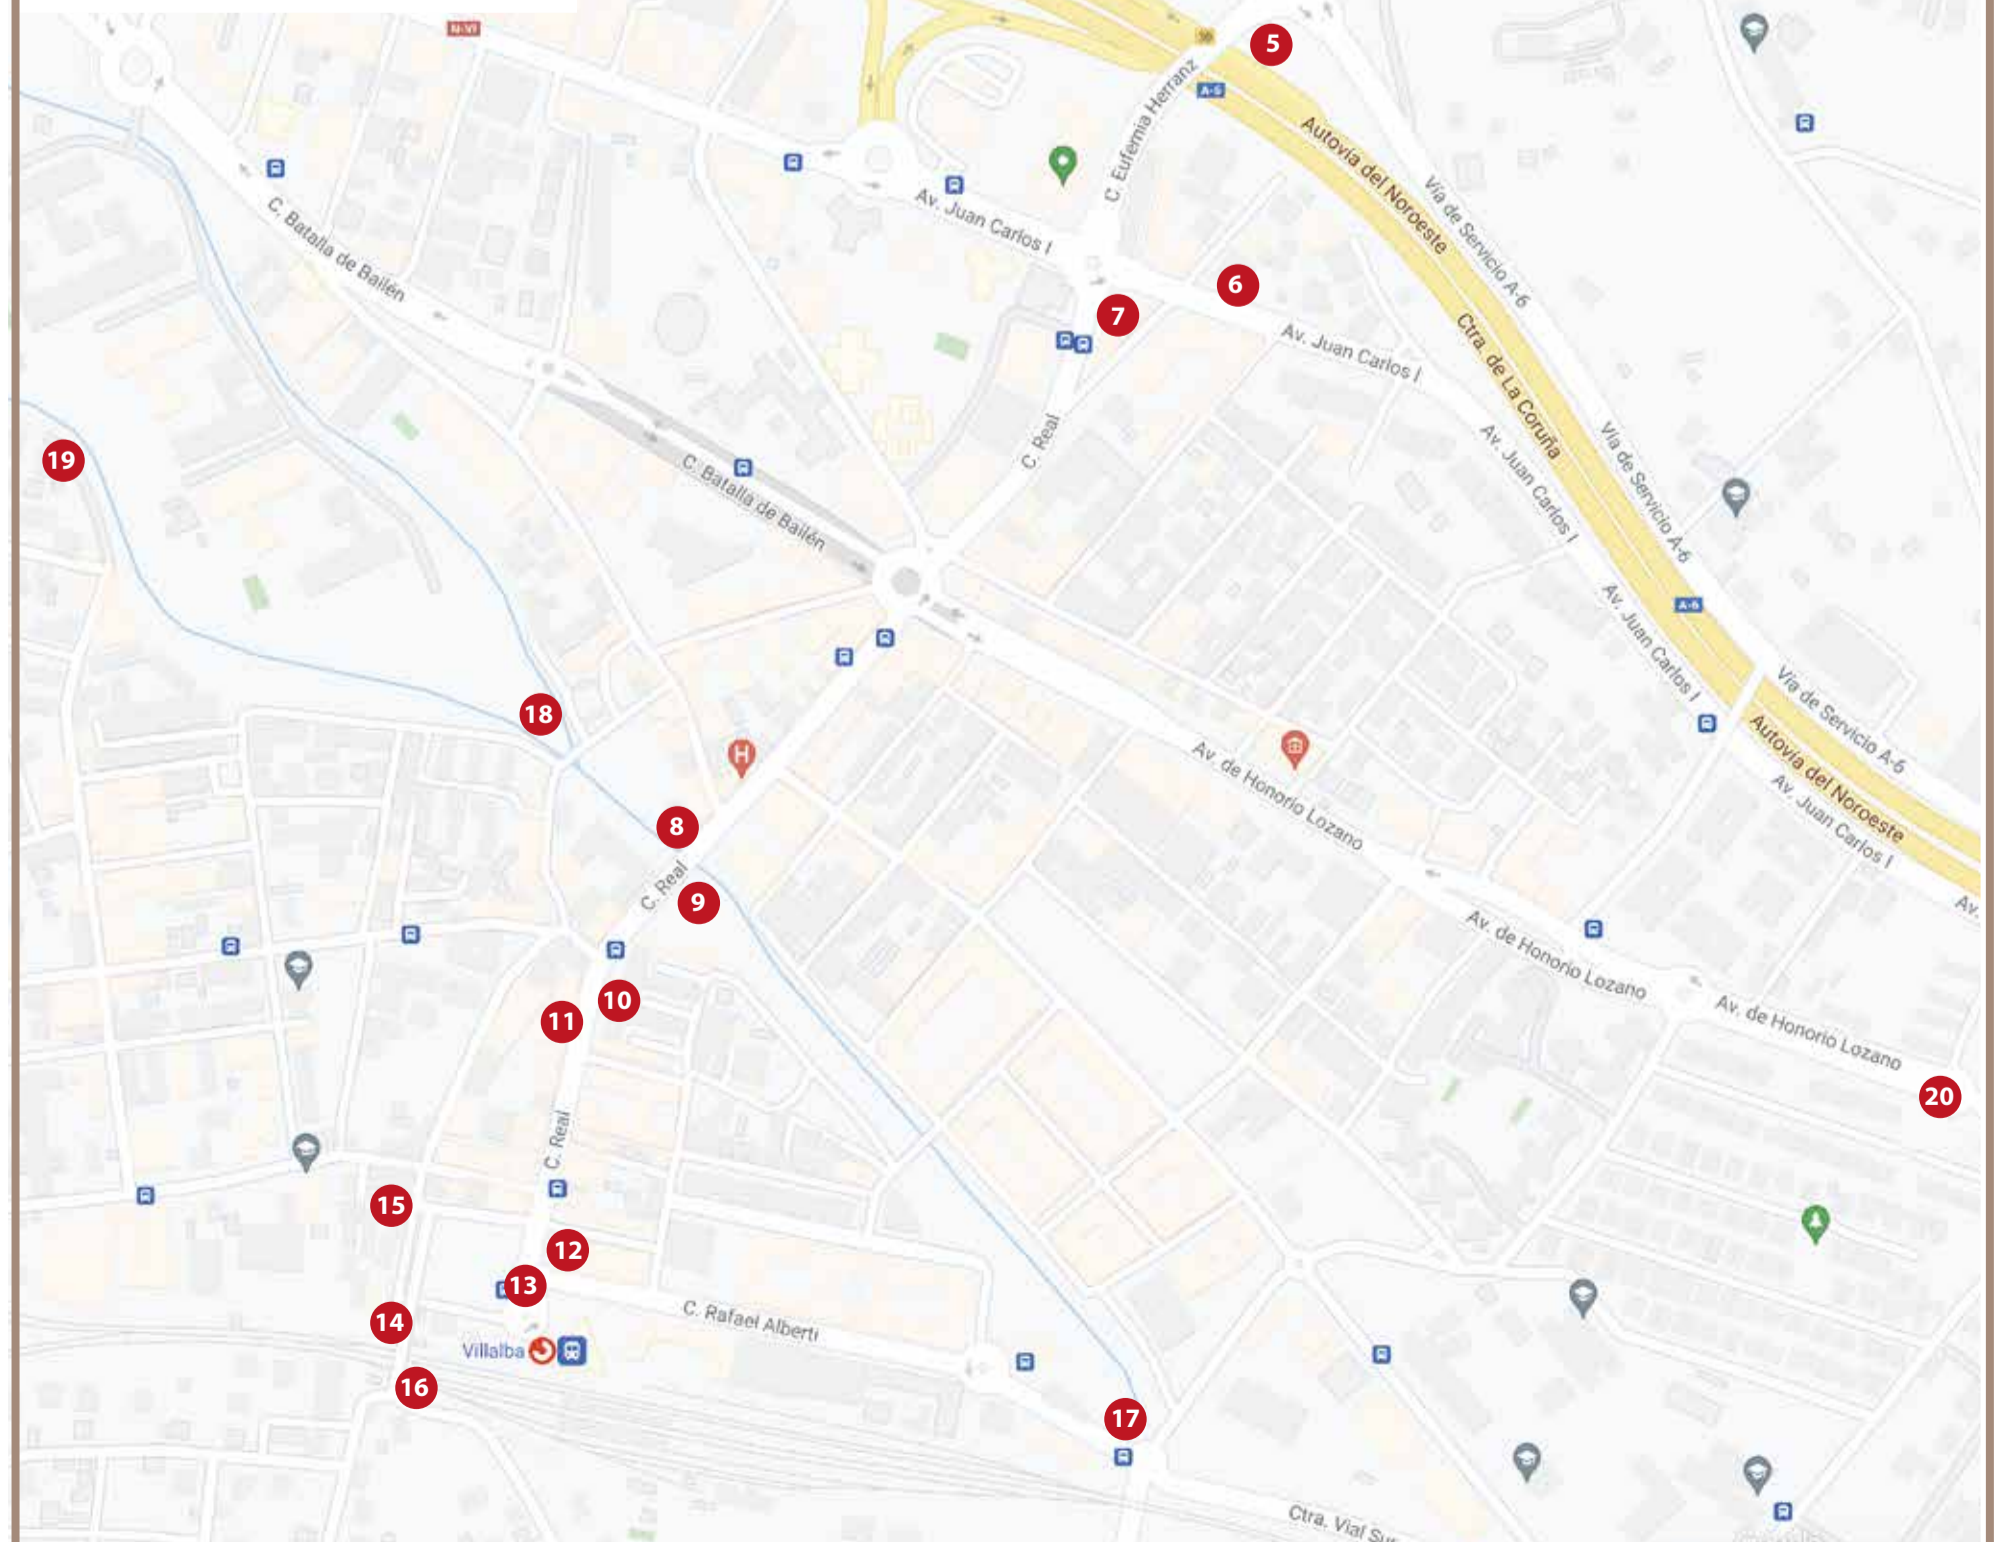 N-VI
5
A-6
C. Eufemia Herranz
Autovía del Noroeste
Vía de Servicio A-6
Av. Juan Carlos I
C. Batalla de Bailén
6
7
Av. Juan Carlos I
Ctra. de La Coruña
C. Real
Av. Juan Carlos I
Vía de Servicio A-6
19
C. Batalla de Bailén
A-6
Av. Juan Carlos I
Vía de Servicio A-6
18
H
Av. de Honorio Lozano
Autovía del Noroeste
Av. Juan Carlos I
8
C. Real
9
Av.
Av. de Honorio Lozano
10
11
Av. de Honorio Lozano
20
C. Real
15
12
13
C. Rafael Alberti
14
Villalba
16
17
Ctra. Vial Su